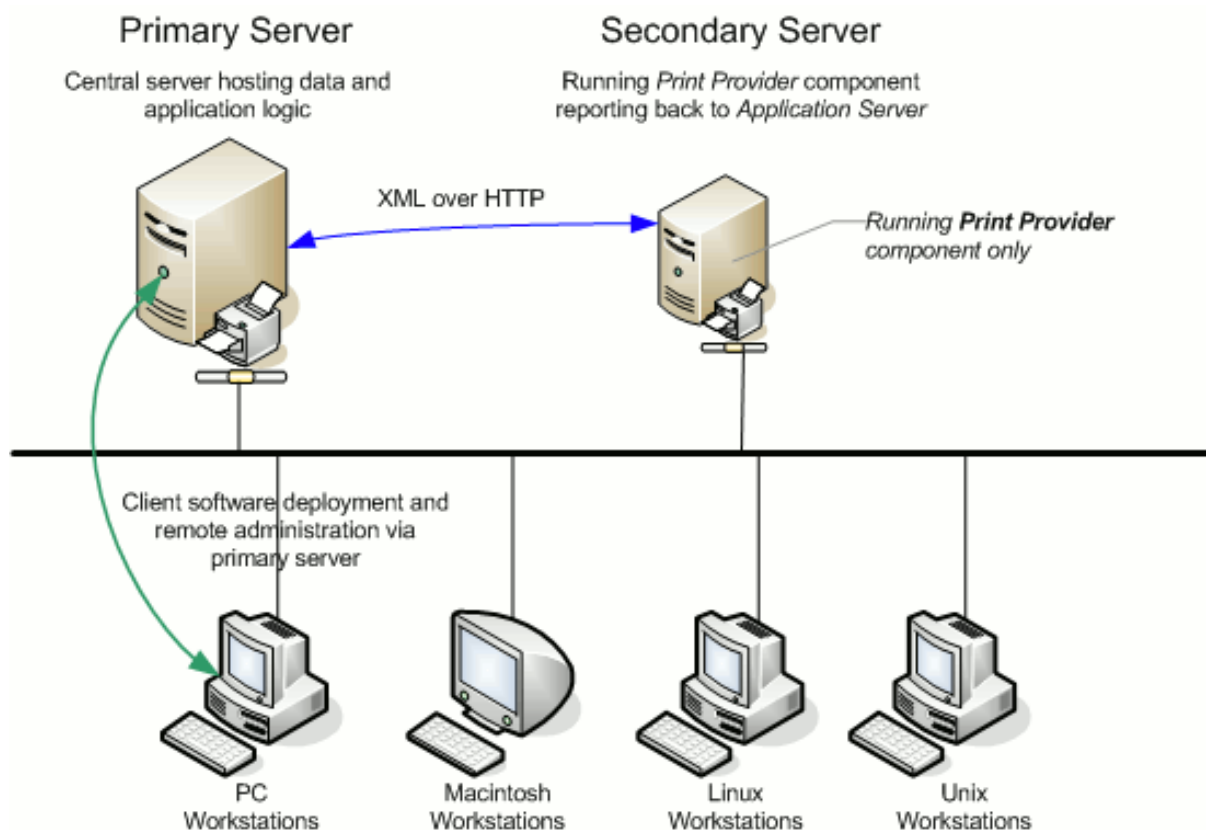 Primary Server
Central server hosting data and
application logic
Secondary Server
Running Print Provider component
reporting back to Application Server
XML over HTTP
Running Print Provider
component only
Client software deployment and
remote administration via
primary server
PC
Workstations
Macintosh
Workstations
Linux
Workstations
Unix
Workstations